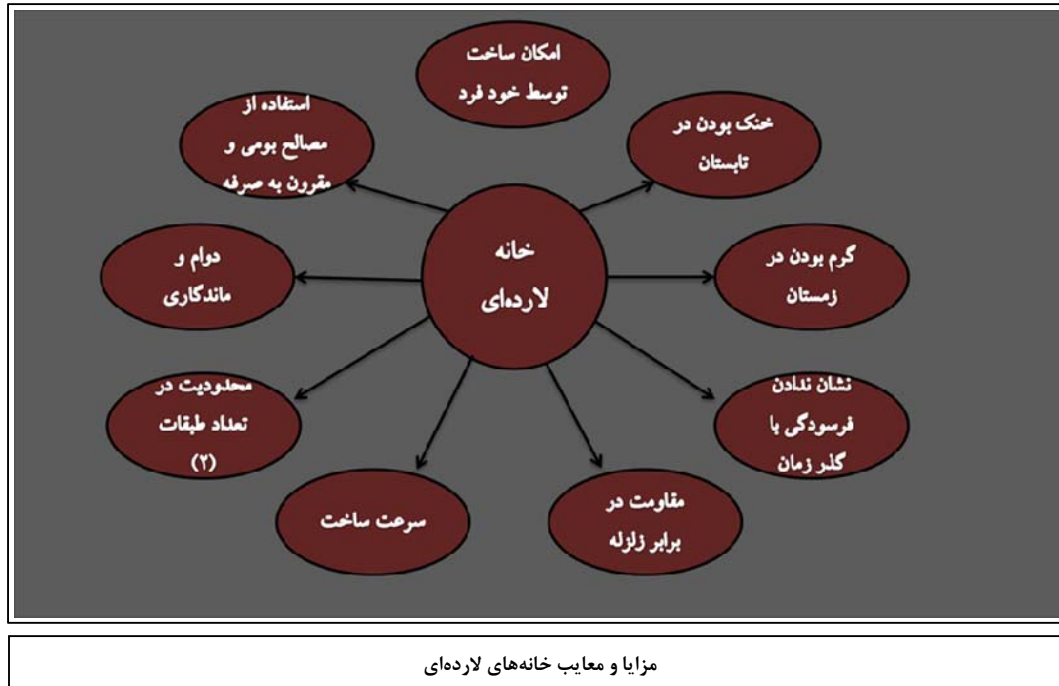 امکان ساخت
توسط خود فرد
خنک بودن در
تابستان
گرم بودن در
زمستان
نشان ندادن
فرسودگی با
گذر زمان
مقاومت در
برابر زلزله
سرعت ساخت
محدودیت در
تعداد طبقات
(۲)
دوام و
ماندگاری
استفاده از
مصالح بومی و
مقرون به صرفه
خانه
لارده‌ای
مزایا و معایب خانه‌های لارده‌ای